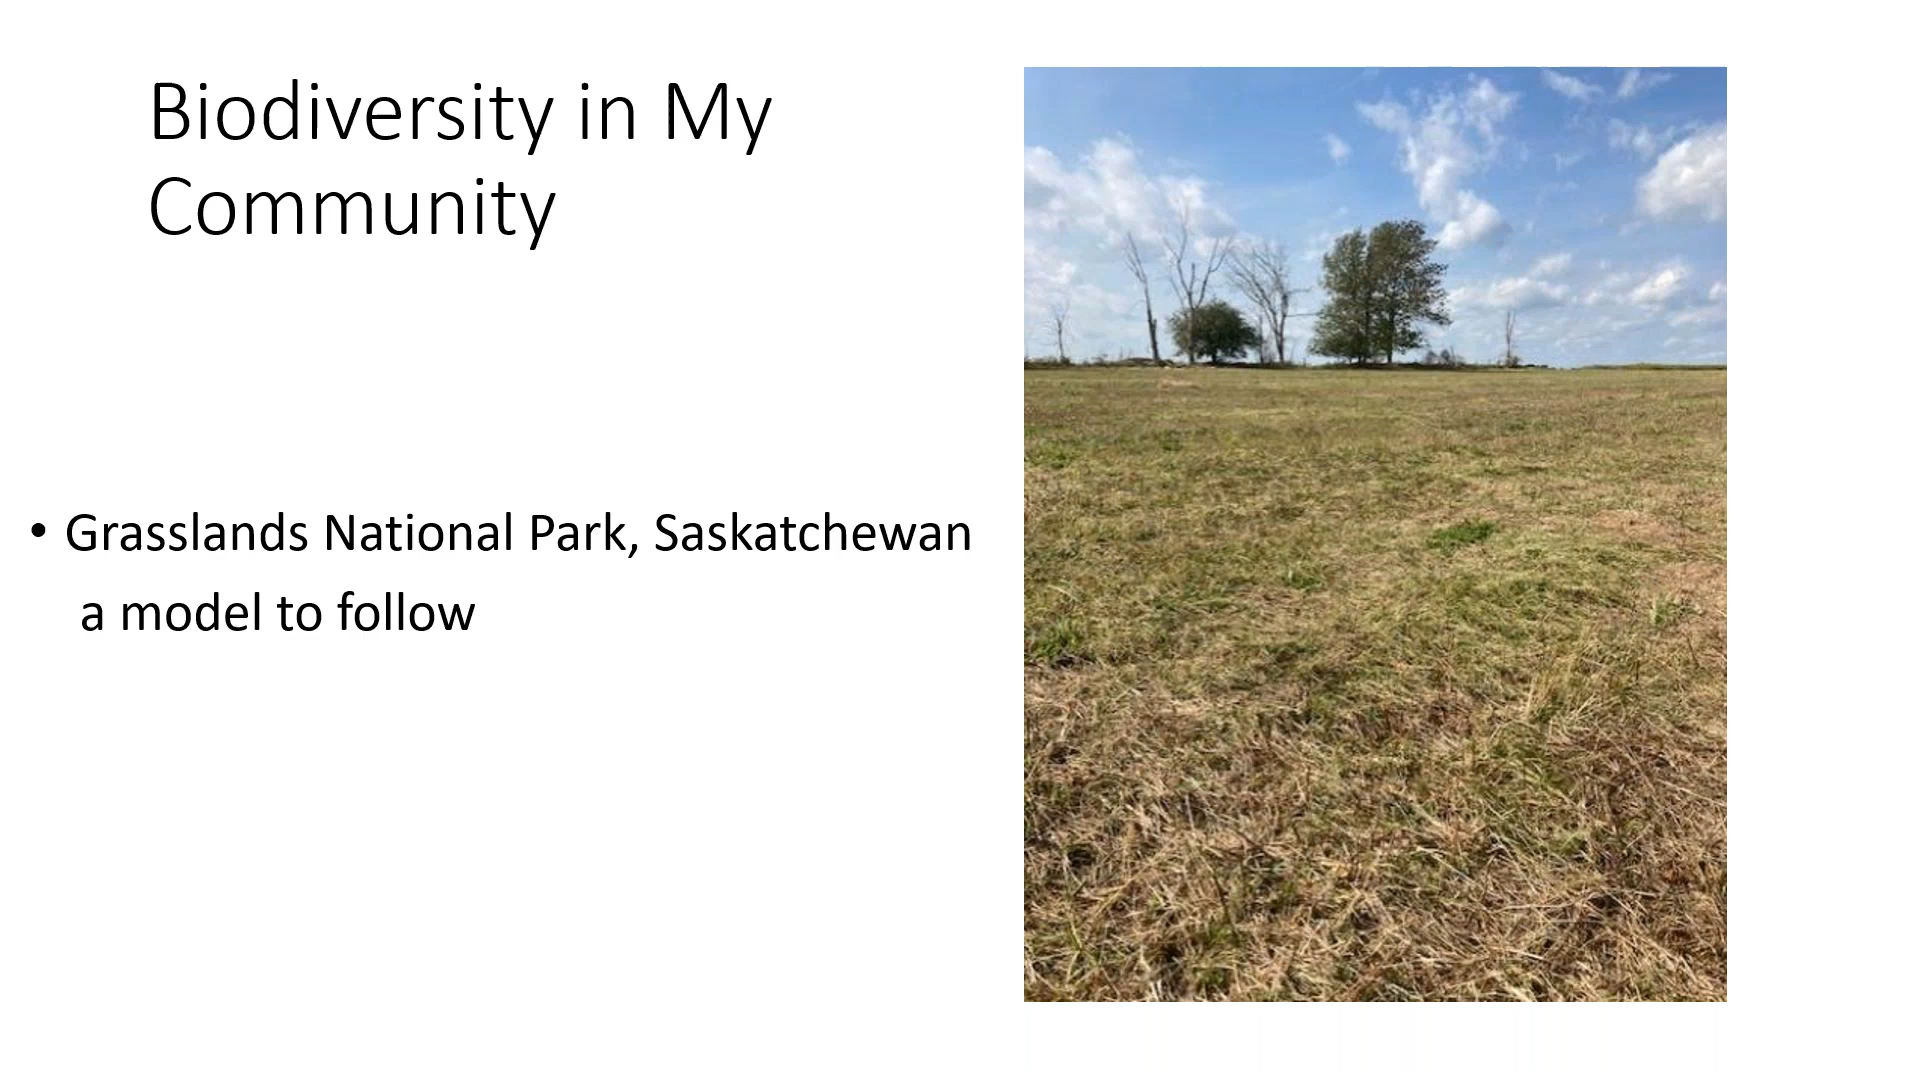 Biodiversity in My
Community
• Grasslands National Park, Saskatchewan
a model to follow